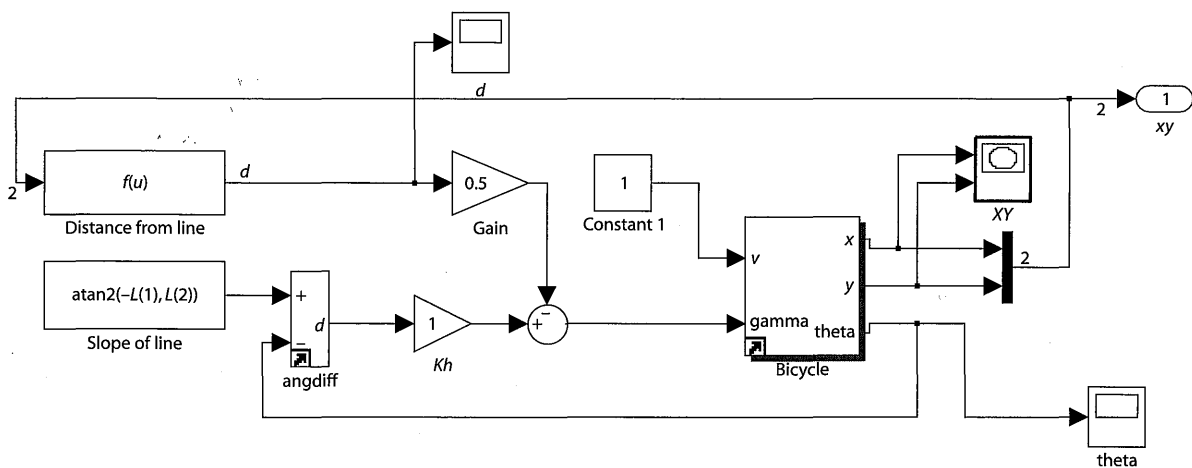 d
2
1
xy
2
f(u)
d
Distance from line
0.5
Gain
1
Constant 1
XY
v
x
y
2
gamma
theta
Bicycle
atan2(–L(1), L(2))
Slope of line
+
–
d
angdiff
1
Kh
+
–
theta